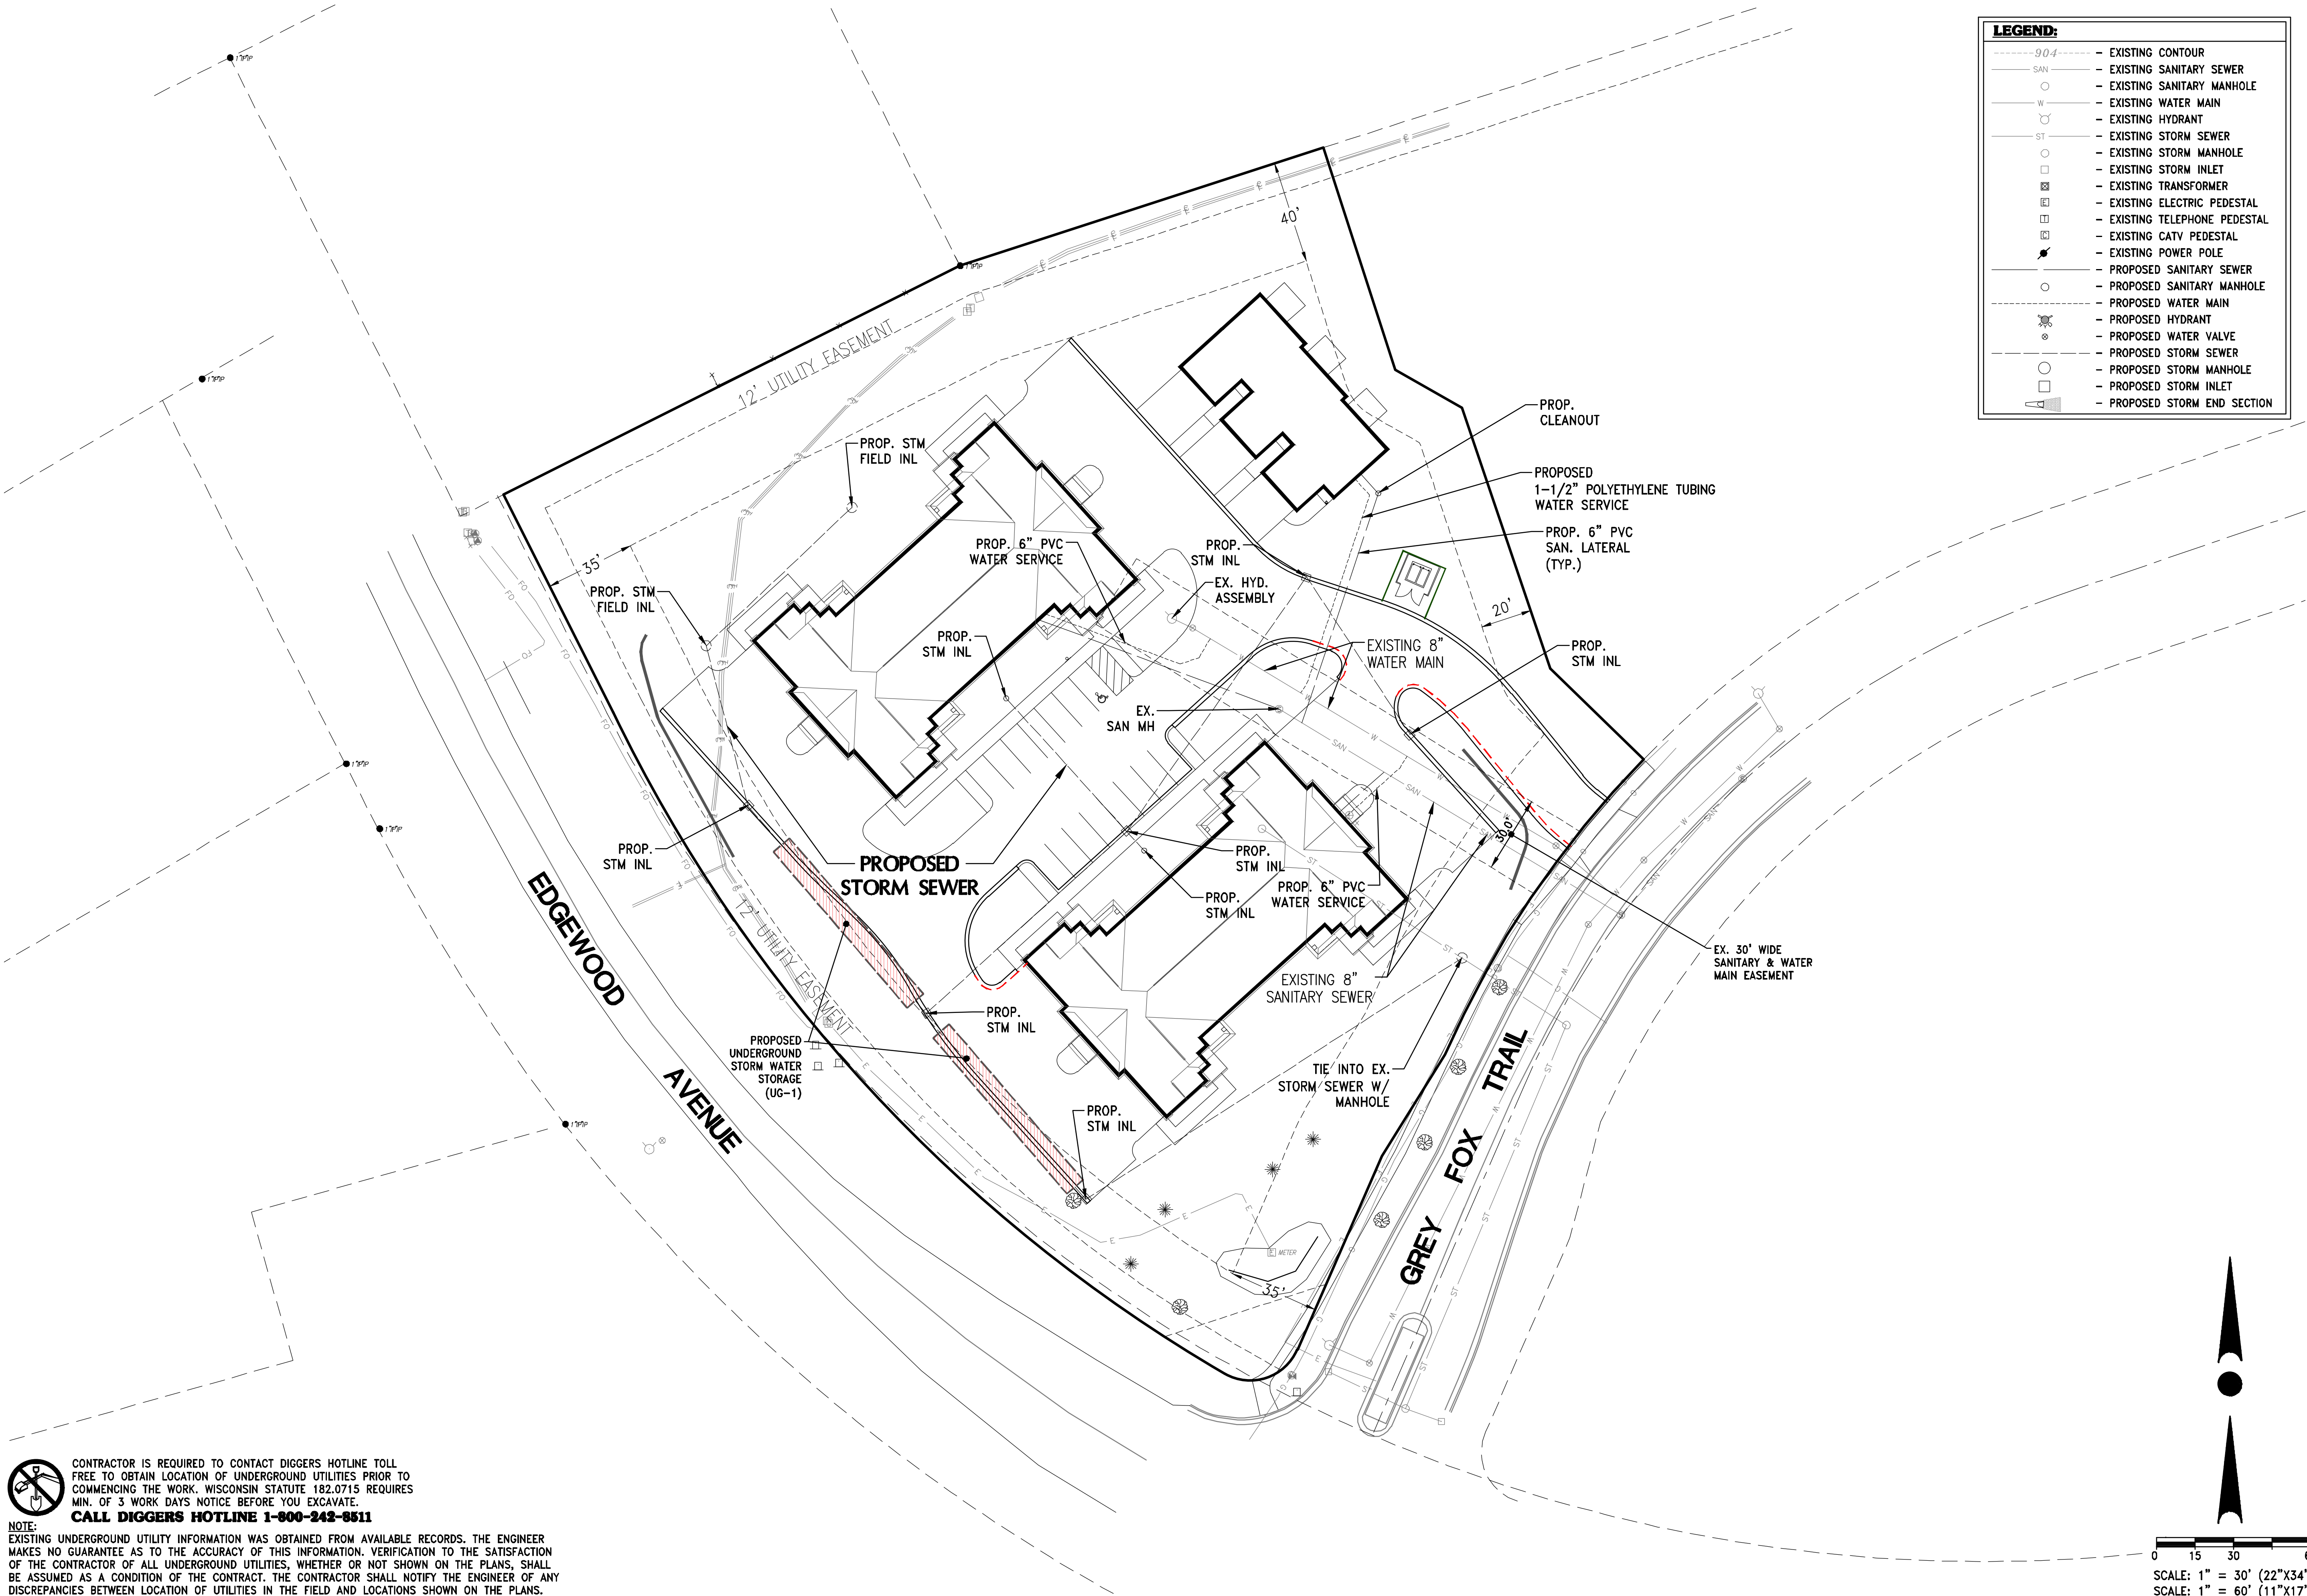 LEGEND:
904 - EXISTING CONTOUR
SAN - EXISTING SANITARY SEWER
- EXISTING SANITARY MANHOLE
W - EXISTING WATER MAIN
- EXISTING HYDRANT
ST - EXISTING STORM SEWER
- EXISTING STORM MANHOLE
- EXISTING STORM INLET
- EXISTING TRANSFORMER
E - EXISTING ELECTRIC PEDESTAL
T - EXISTING TELEPHONE PEDESTAL
C - EXISTING CATV PEDESTAL
- EXISTING POWER POLE
- PROPOSED SANITARY SEWER
- PROPOSED SANITARY MANHOLE
- PROPOSED WATER MAIN
- PROPOSED HYDRANT
- PROPOSED WATER VALVE
- PROPOSED STORM SEWER
- PROPOSED STORM MANHOLE
- PROPOSED STORM INLET
- PROPOSED STORM END SECTION
40'
12' UTILITY EASEMENT
PROP.
CLEANOUT
PROP. STM
FIELD INL
PROPOSED
1-1/2" POLYETHYLENE TUBING
WATER SERVICE
PROP. 6" PVC
SAN. LATERAL
(TYP.)
PROP. 6" PVC
WATER SERVICE
PROP.
STM INL
EX. HYD.
ASSEMBLY
35'
PROP. STM
FIELD INL
20'
PROP.
STM INL
EXISTING 8"
WATER MAIN
PROP.
STM INL
EX.
SAN MH
PROP.
STM INL
PROPOSED
STORM SEWER
PROP.
STM INL
PROP.
STM INL
PROP. 6" PVC
WATER SERVICE
30.0'
EXISTING 8"
SANITARY SEWER
EX. 30' WIDE
SANITARY & WATER
MAIN EASEMENT
12' UTILITY EASEMENT
PROP.
STM INL
PROPOSED
UNDERGROUND
STORM WATER
STORAGE
(UG-1)
TIE INTO EX.
STORM SEWER W/
MANHOLE
PROP.
STM INL
METER
35'
EDGEWOOD
AVENUE
GREY FOX TRAIL
CONTRACTOR IS REQUIRED TO CONTACT DIGGERS HOTLINE TOLL
FREE TO OBTAIN LOCATION OF UNDERGROUND UTILITIES PRIOR TO
COMMENCING THE WORK. WISCONSIN STATUTE 182.0715 REQUIRES
MIN. OF 3 WORK DAYS NOTICE BEFORE YOU EXCAVATE.
CALL DIGGERS HOTLINE 1-800-242-8511
NOTE:
EXISTING UNDERGROUND UTILITY INFORMATION WAS OBTAINED FROM AVAILABLE RECORDS. THE ENGINEER
MAKES NO GUARANTEE AS TO THE ACCURACY OF THIS INFORMATION. VERIFICATION TO THE SATISFACTION
OF THE CONTRACTOR OF ALL UNDERGROUND UTILITIES, WHETHER OR NOT SHOWN ON THE PLANS, SHALL
BE ASSUMED AS A CONDITION OF THE CONTRACT. THE CONTRACTOR SHALL NOTIFY THE ENGINEER OF ANY
DISCREPANCIES BETWEEN LOCATION OF UTILITIES IN THE FIELD AND LOCATIONS SHOWN ON THE PLANS.
0 15 30
SCALE: 1" = 30' (22"X34"
SCALE: 1" = 60' (11"X17"